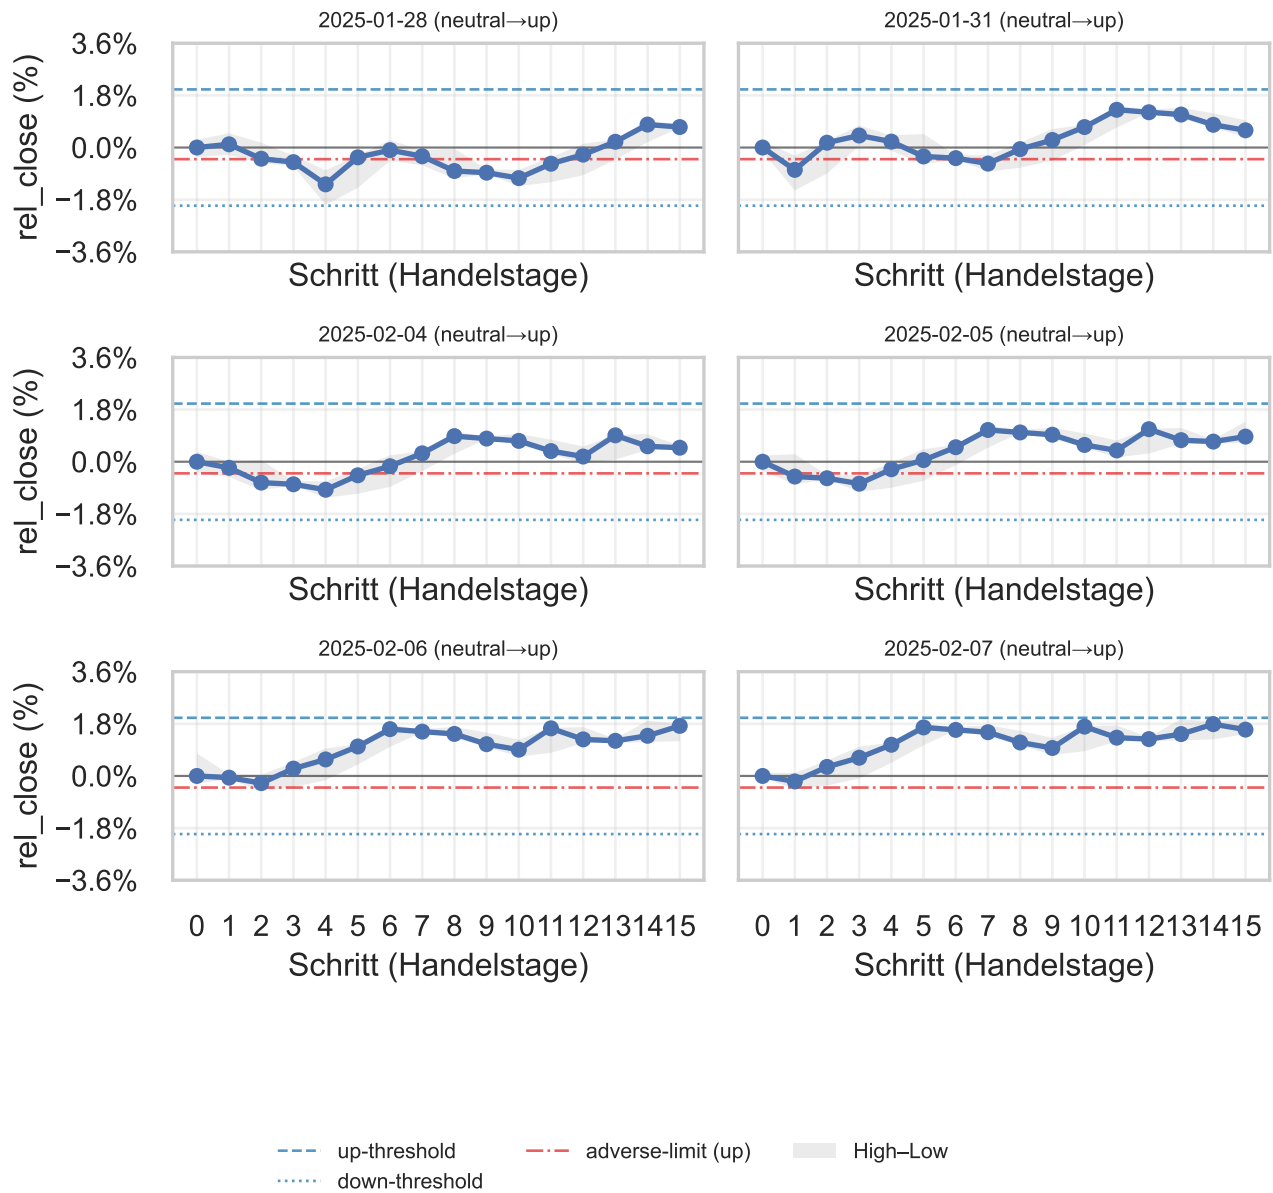 2025-01-28 (neutral→up)
2025-01-31 (neutral→up)
3.6%
1.8%
0.0%
−1.8%
−3.6%
rel_close (%)
Schritt (Handelstage)
Schritt (Handelstage)
2025-02-04 (neutral→up)
2025-02-05 (neutral→up)
3.6%
1.8%
0.0%
−1.8%
−3.6%
rel_close (%)
Schritt (Handelstage)
Schritt (Handelstage)
2025-02-06 (neutral→up)
2025-02-07 (neutral→up)
3.6%
1.8%
0.0%
−1.8%
−3.6%
rel_close (%)
0 1 2 3 4 5 6 7 8 9 10 11 12 13 14 15
0 1 2 3 4 5 6 7 8 9 10 11 12 13 14 15
Schritt (Handelstage)
Schritt (Handelstage)
up-threshold
down-threshold
adverse-limit (up)
High–Low